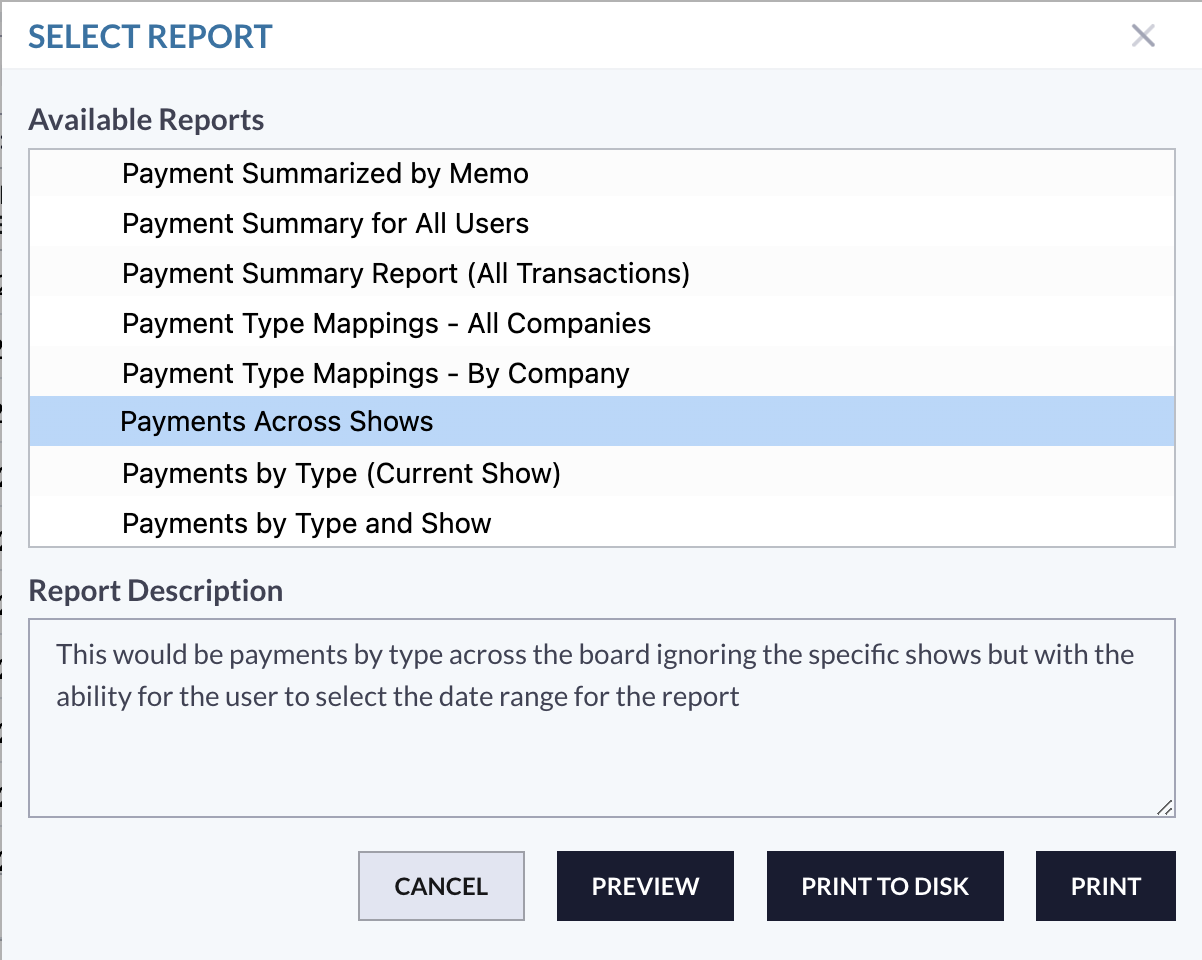 SELECT REPORT
Available Reports
Payment Summarized by Memo
Payment Summary for All Users
Payment Summary Report (All Transactions)
Payment Type Mappings - All Companies
Payment Type Mappings - By Company
Payments Across Shows
Payments by Type (Current Show)
Payments by Type and Show
Report Description
This would be payments by type across the board ignoring the specific shows but with the
ability for the user to select the date range for the report
CANCEL
PREVIEW
PRINT TO DISK
PRINT